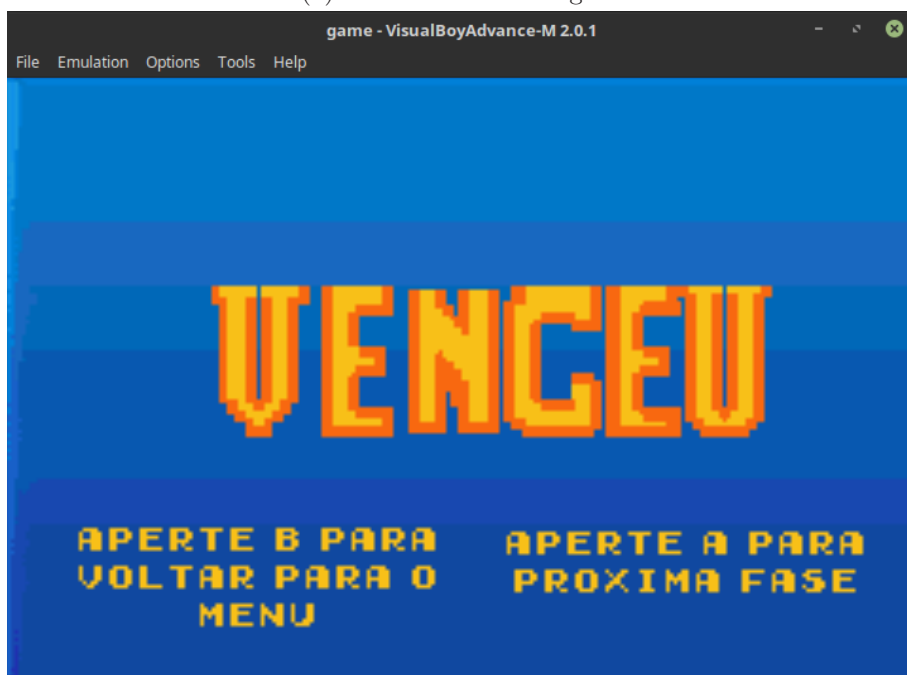 game - VisualBoyAdvance-M 2.0.1
File Emulation Options Tools Help
VENCEU
APERTE B PARA
VOLTAR PARA O
MENU
APERTE A PARA
PROXIMA FASE